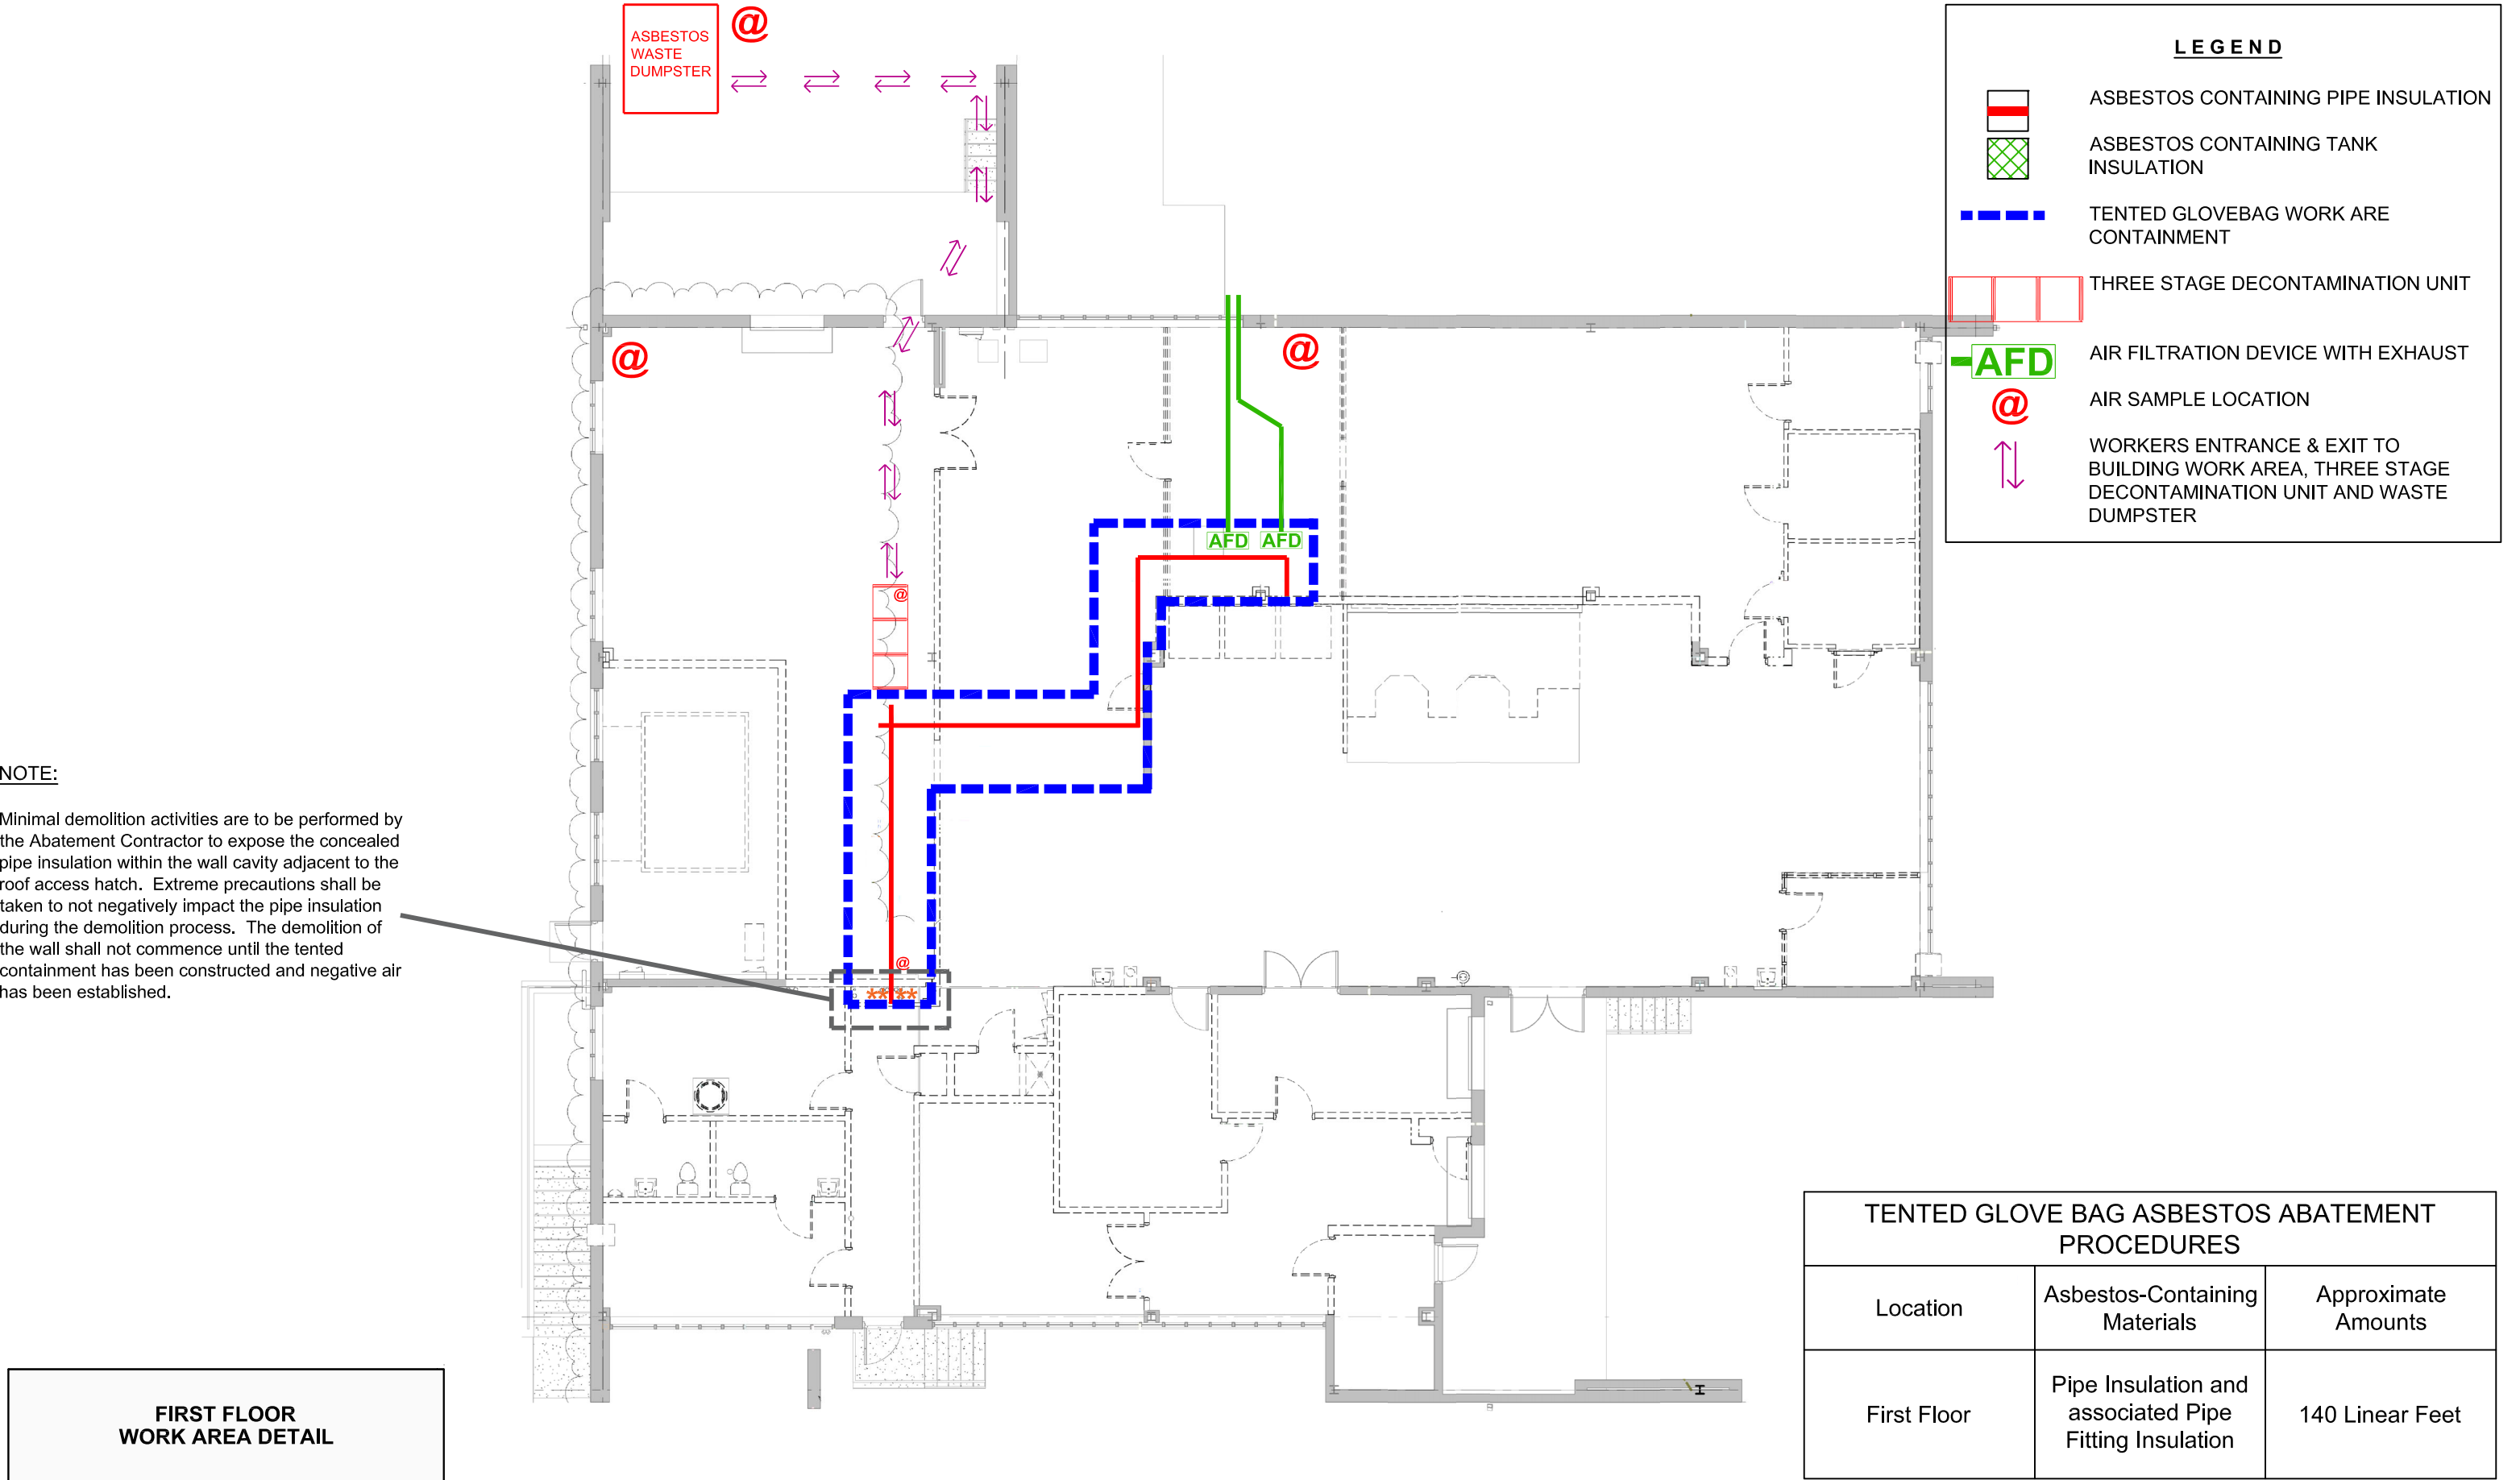 ASBESTOS
WASTE
DUMPSTER
@
@
@
AFD AFD
@
@
** **
NOTE:
Minimal demolition activities are to be performed by
the Abatement Contractor to expose the concealed
pipe insulation within the wall cavity adjacent to the
roof access hatch. Extreme precautions shall be
taken to not negatively impact the pipe insulation
during the demolition process. The demolition of
the wall shall not commence until the tented
containment has been constructed and negative air
has been established.
LEGEND
ASBESTOS CONTAINING PIPE INSULATION
ASBESTOS CONTAINING TANK
INSULATION
TENTED GLOVEBAG WORK ARE
CONTAINMENT
THREE STAGE DECONTAMINATION UNIT
AFD AIR FILTRATION DEVICE WITH EXHAUST
@ AIR SAMPLE LOCATION
WORKERS ENTRANCE & EXIT TO
BUILDING WORK AREA, THREE STAGE
DECONTAMINATION UNIT AND WASTE
DUMPSTER
FIRST FLOOR
WORK AREA DETAIL
TENTED GLOVE BAG ASBESTOS ABATEMENT
PROCEDURES
Location
Asbestos-Containing
Materials
Approximate
Amounts
First Floor
Pipe Insulation and
associated Pipe
Fitting Insulation
140 Linear Feet